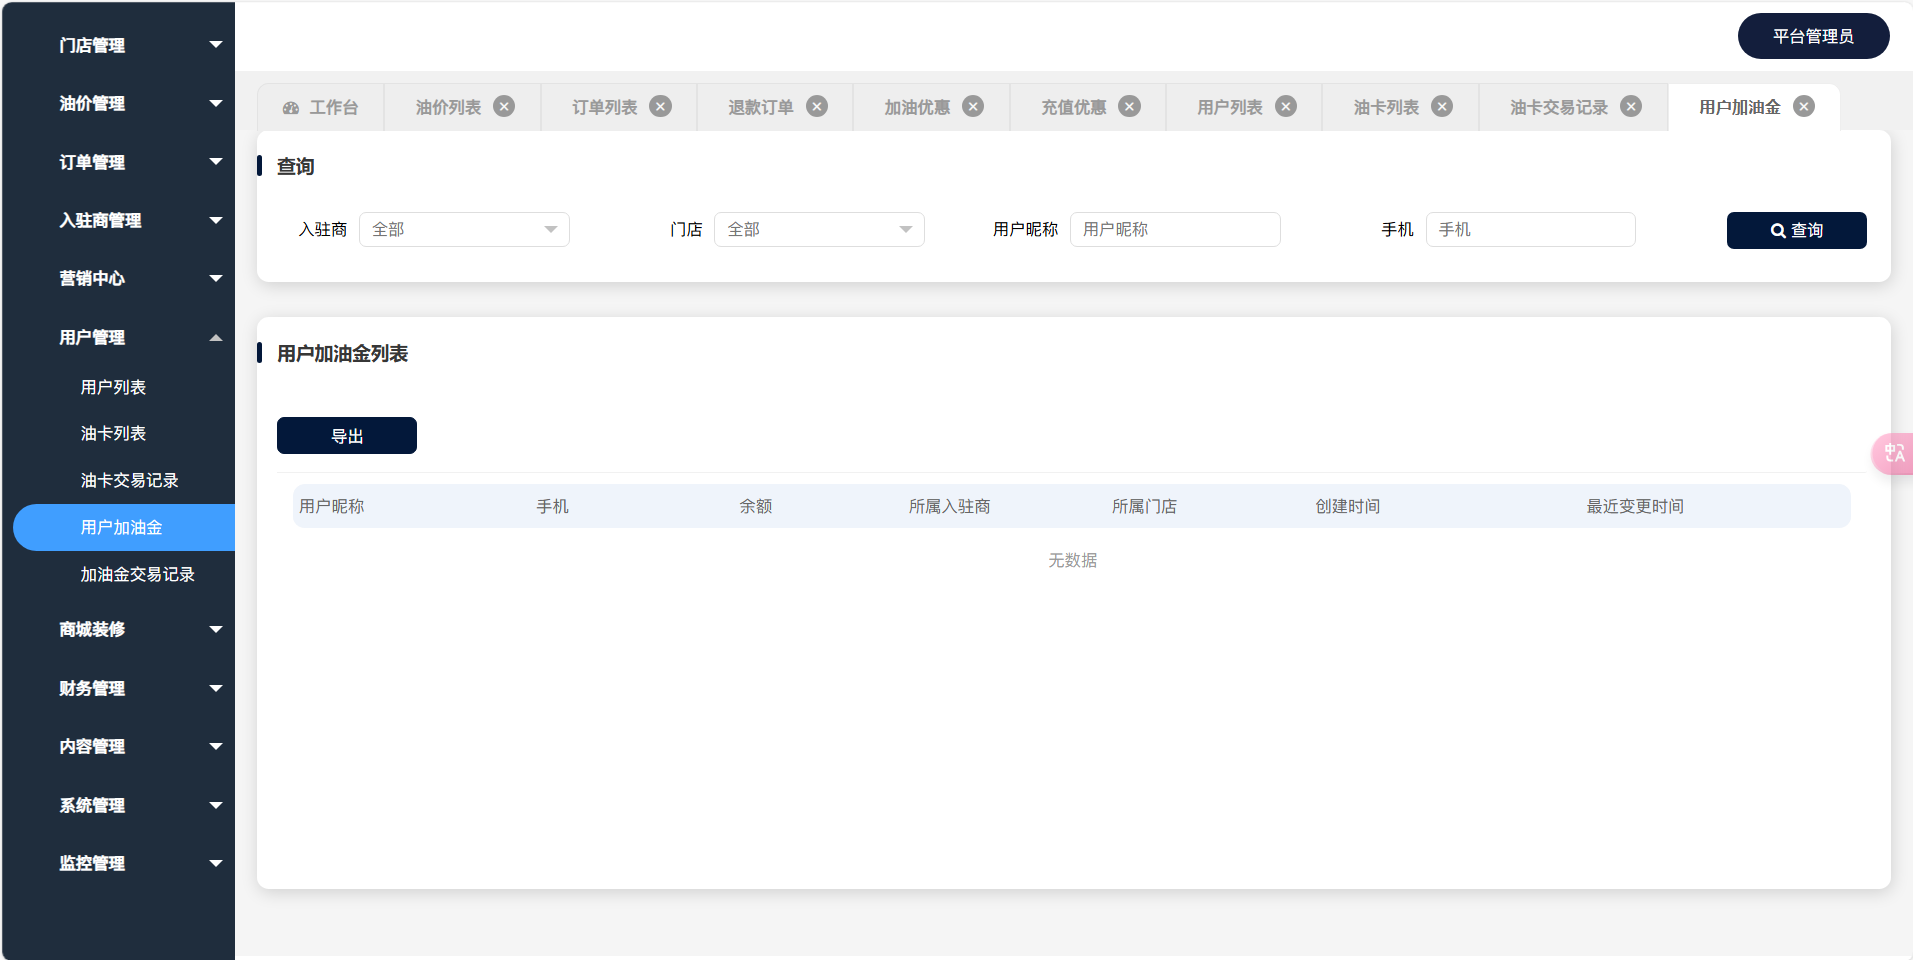 平台管理员
门店管理
油价管理
订单管理
入驻商管理
营销中心
用户管理
用户列表
油卡列表
油卡交易记录
用户加油金
加油金交易记录
商城装修
财务管理
内容管理
系统管理
监控管理
工作台 油价列表 订单列表 退款订单 加油优惠 充值优惠 用户列表 油卡列表 油卡交易记录 用户加油金
查询
入驻商 全部 门店 全部 用户昵称 用户昵称 手机 手机 查询
用户加油金列表
导出
用户昵称 手机 余额 所属入驻商 所属门店 创建时间 最近变更时间
无数据
中A